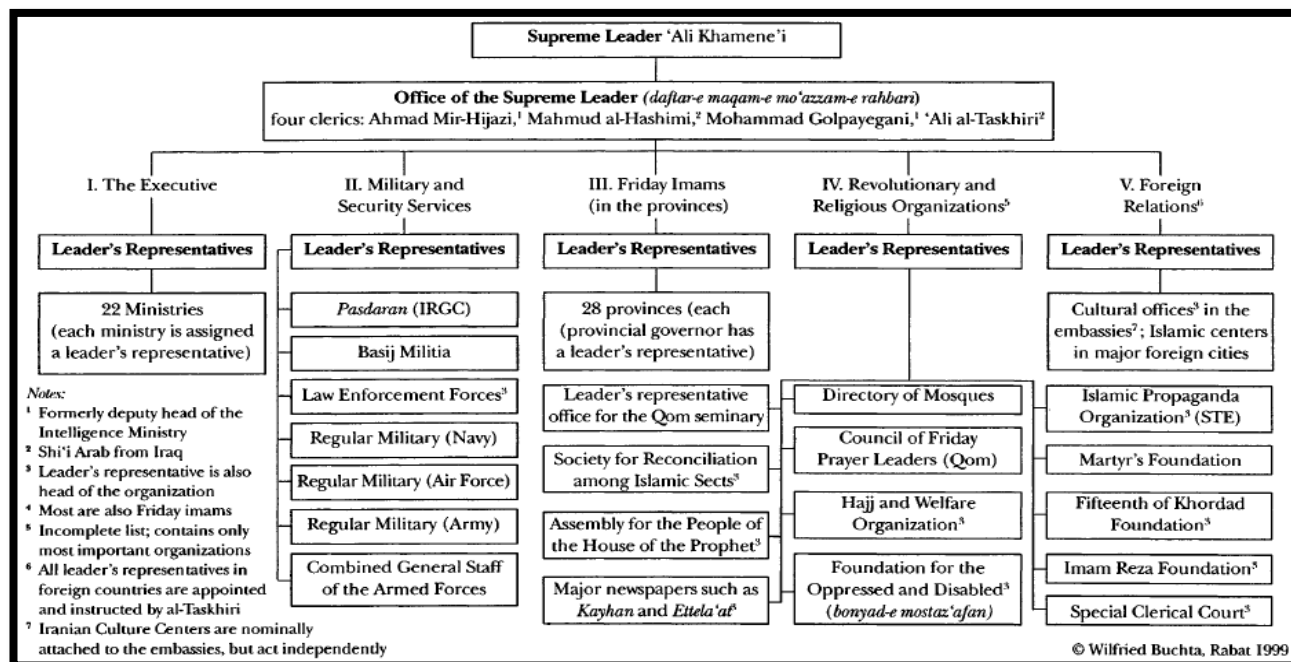 Supreme Leader ‘Ali Khamene’i
Office of the Supreme Leader (daftar-e maqam-e mo‘azzam-e rahbari)
four clerics: Ahmad Mir-Hijazi,¹ Mahmud al-Hashimi,² Mohammad Golpayegani,¹ ‘Ali al-Taskhiri²
I. The Executive
Leader’s Representatives
22 Ministries
(each ministry is assigned
a leader’s representative)
II. Military and
Security Services
Leader’s Representatives
Pasdaran (IRGC)
Basij Militia
Law Enforcement Forces³
Regular Military (Navy)
Regular Military (Air Force)
Regular Military (Army)
Combined General Staff
of the Armed Forces
III. Friday Imams
(in the provinces)
Leader’s Representatives
28 provinces (each
(provincial governor has
a leader’s representative)
IV. Revolutionary and
Religious Organizations⁵
Leader’s Representatives
Leader’s representative
office for the Qom seminary
Society for Reconciliation
among Islamic Sects³
Assembly for the People of
the House of the Prophet³
Major newspapers such as
Kayhan and Ettela‘at³
Directory of Mosques
Council of Friday
Prayer Leaders (Qom)
Hajj and Welfare
Organization³
Foundation for the
Oppressed and Disabled³
(bonyad-e mostaz‘afan)
V. Foreign
Relations⁶
Leader’s Representatives
Cultural offices³ in the
embassies⁷; Islamic centers
in major foreign cities
Islamic Propaganda
Organization³ (STE)
Martyr’s Foundation
Fifteenth of Khordad
Foundation³
Imam Reza Foundation³
Special Clerical Court³
Notes:
¹ Formerly deputy head of the
Intelligence Ministry
² Shi‘i Arab from Iraq
³ Leader’s representative is also
head of the organization
⁴ Most are also Friday imams
⁵ Incomplete list; contains only
most important organizations
⁶ All leader’s representatives in
foreign countries are appointed
and instructed by al-Taskhiri
⁷ Iranian Culture Centers are nominally
attached to the embassies, but act independently
© Wilfried Buchta, Rabat 1999